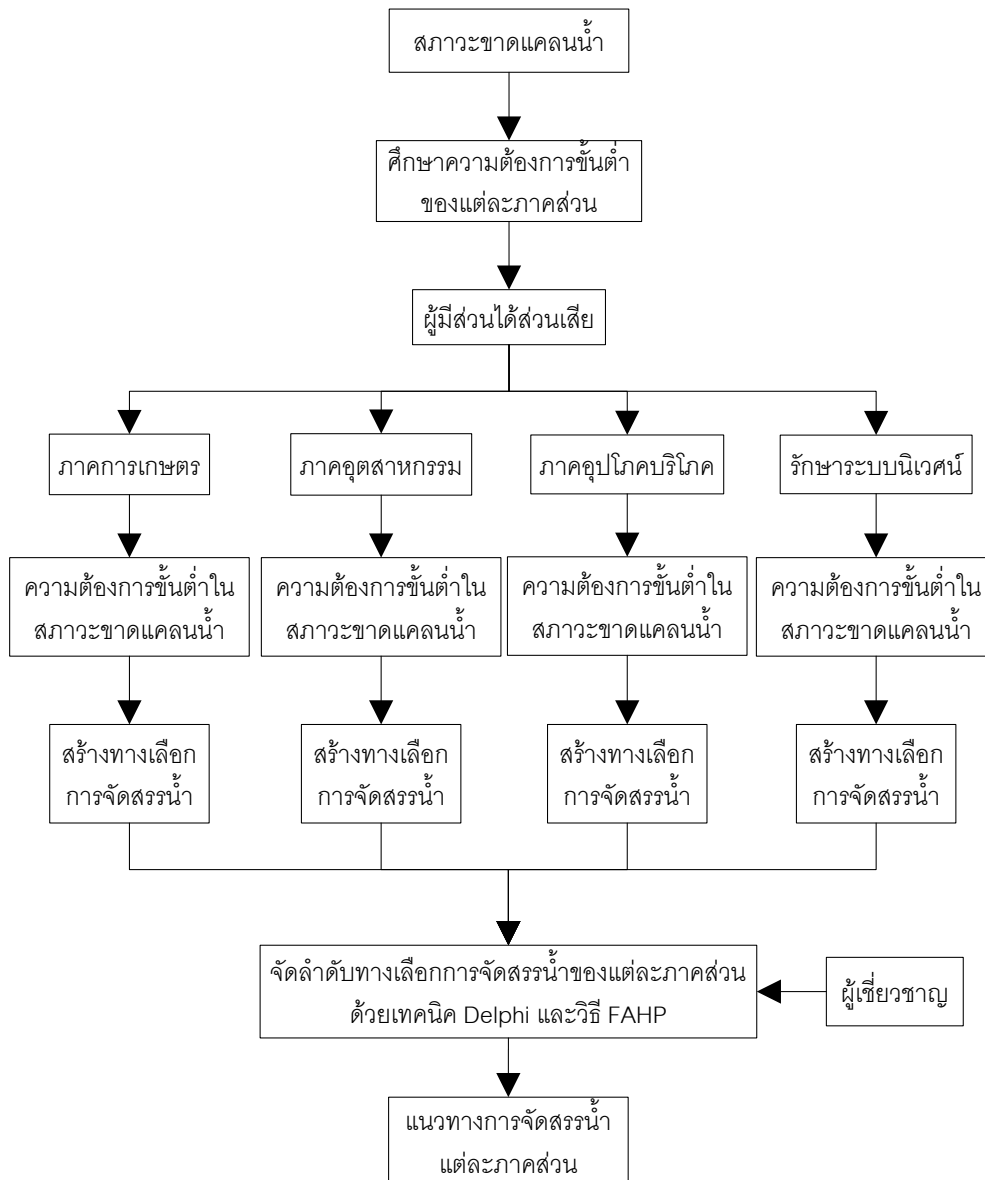 สภาวะขาดแคลนน้ำ
ศึกษาความต้องการขั้นต่ำ
ของแต่ละภาคส่วน
ผู้มีส่วนได้ส่วนเสีย
ภาคการเกษตร
ภาคอุตสาหกรรม
ภาคอุปโภคบริโภค
รักษาระบบนิเวศน์
ความต้องการขั้นต่ำใน
สภาวะขาดแคลนน้ำ
ความต้องการขั้นต่ำใน
สภาวะขาดแคลนน้ำ
ความต้องการขั้นต่ำใน
สภาวะขาดแคลนน้ำ
ความต้องการขั้นต่ำใน
สภาวะขาดแคลนน้ำ
สร้างทางเลือก
การจัดสรรน้ำ
สร้างทางเลือก
การจัดสรรน้ำ
สร้างทางเลือก
การจัดสรรน้ำ
สร้างทางเลือก
การจัดสรรน้ำ
จัดลำดับทางเลือกการจัดสรรน้ำของแต่ละภาคส่วน
ด้วยเทคนิค Delphi และวิธี FAHP
ผู้เชี่ยวชาญ
แนวทางการจัดสรรน้ำ
แต่ละภาคส่วน